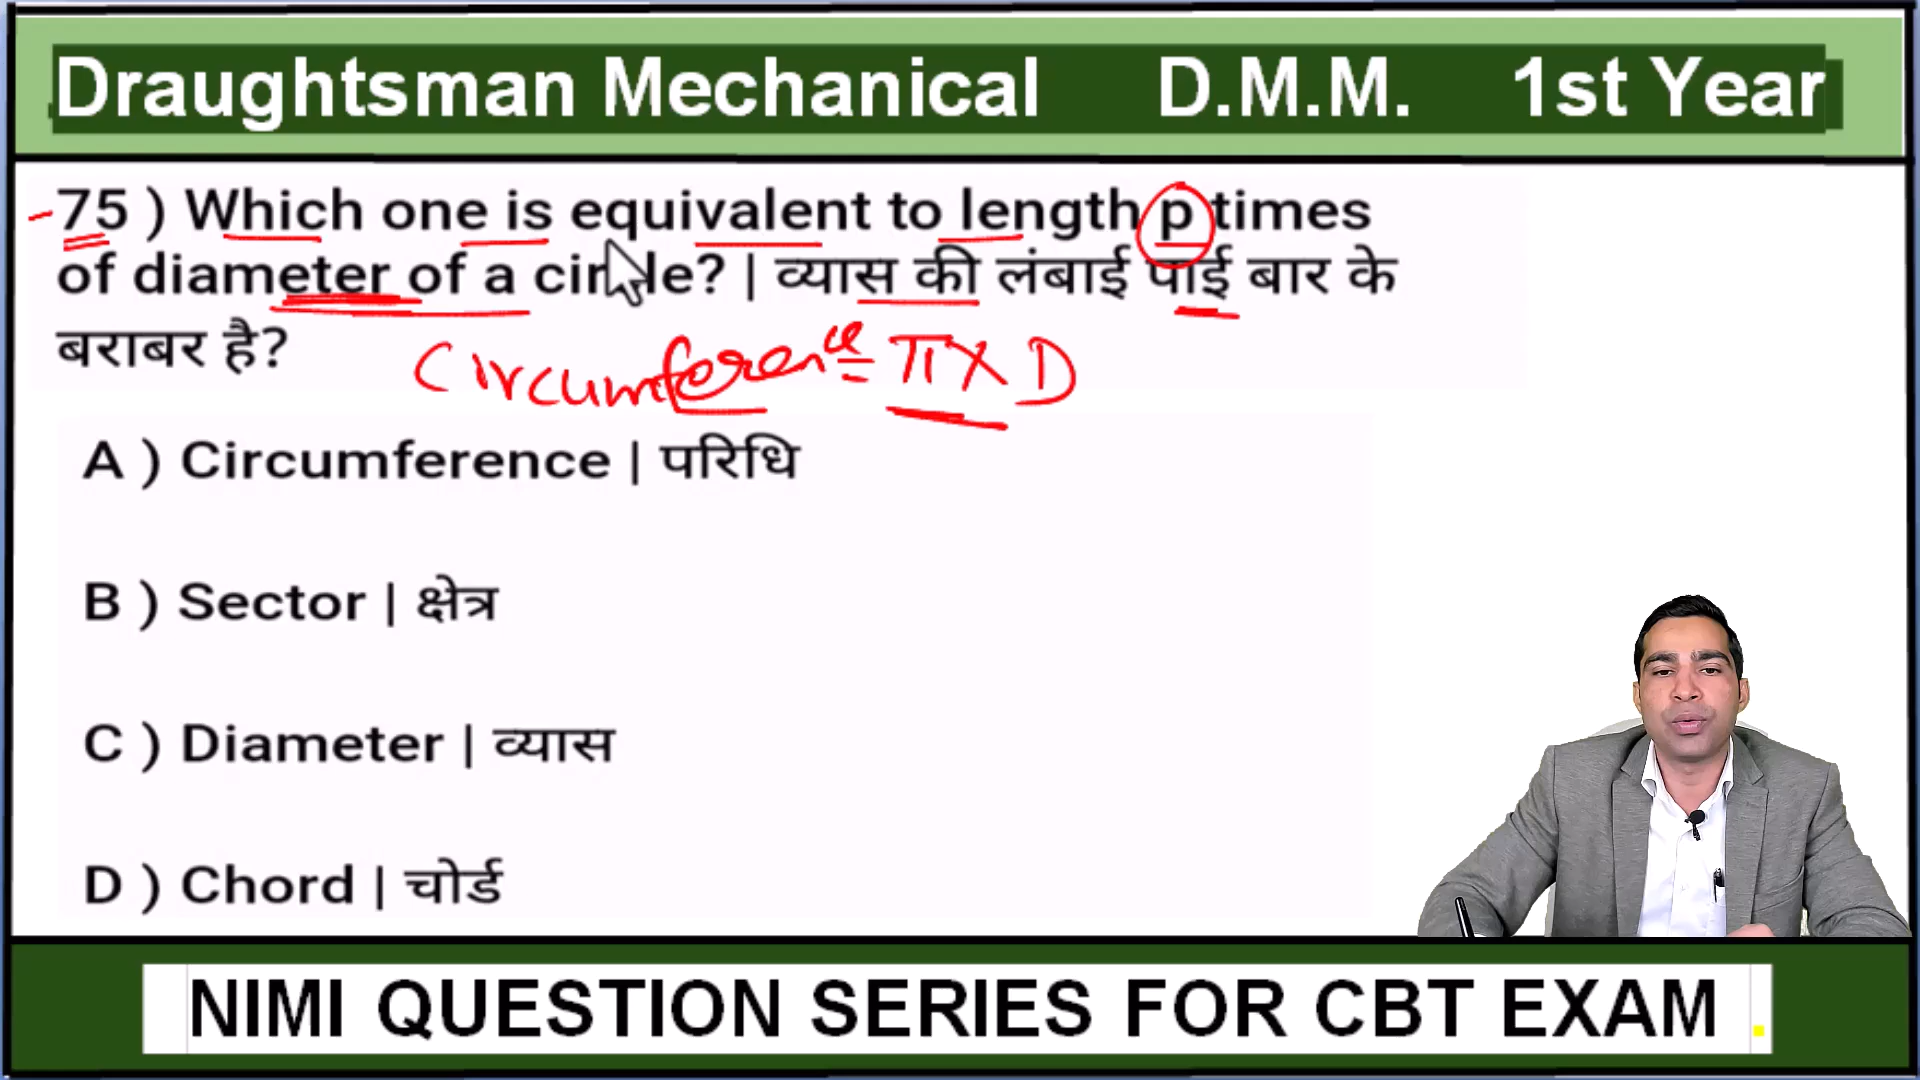 Draughtsman Mechanical D.M.M. 1st Year
75 ) Which one is equivalent to length p times
of diameter of a circle? | व्यास की लंबाई पाई बार के
बराबर है?
Circumference = π X D
A ) Circumference | परिधि
B ) Sector | क्षेत्र
C ) Diameter | व्यास
D ) Chord | चोर्ड
NIMI QUESTION SERIES FOR CBT EXAM .